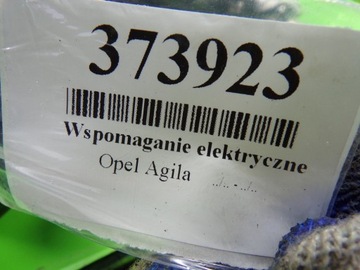 373923
Wspomaganie elektryczne
Opel Agila ../.. - ../..